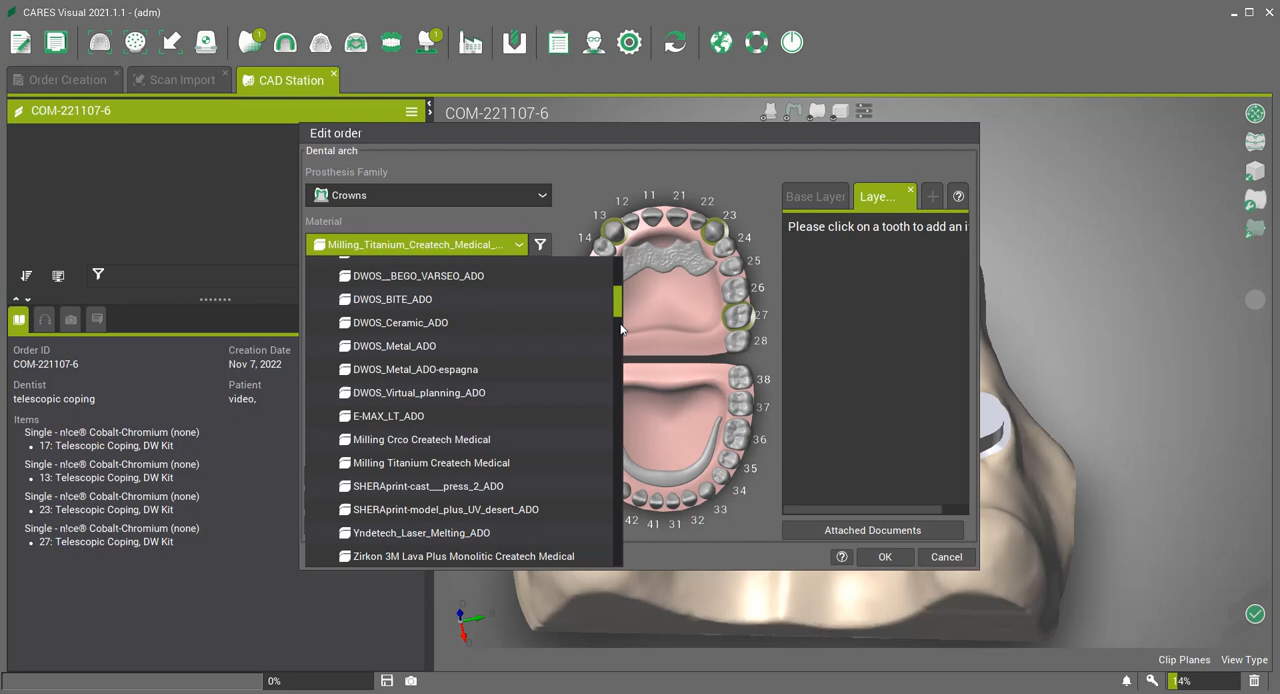 CARES Visual 2021.1.1 - (adm)
1
1
Order Creation
Scan Import
CAD Station
COM-221107-6
COM-221107-6
Edit order
Dental arch
Prosthesis Family
Crowns
Material
Milling_Titanium_Createch_Medical_...
DWOS__BEGO_VARSEO_ADO
DWOS_BITE_ADO
DWOS_Ceramic_ADO
DWOS_Metal_ADO
DWOS_Metal_ADO-espagna
DWOS_Virtual_planning_ADO
E-MAX_LT_ADO
Milling Crco Createch Medical
Milling Titanium Createch Medical
SHERAprint-cast___press_2_ADO
SHERAprint-model_plus_UV_desert_ADO
Yndetech_Laser_Melting_ADO
Zirkon 3M Lava Plus Monolitic Createch Medical
11 21
12 22
13 23
14 24
25
26
27
28
38
37
36
35
34
42 41 31 32 33
Base Layer
Laye...
Please click on a tooth to add an i
Attached Documents
OK
Cancel
Order ID
COM-221107-6
Creation Date
Nov 7, 2022
Dentist
telescopic coping
Patient
video,
Items
Single - n!ce® Cobalt-Chromium (none)
• 17: Telescopic Coping, DW Kit
Single - n!ce® Cobalt-Chromium (none)
• 13: Telescopic Coping, DW Kit
Single - n!ce® Cobalt-Chromium (none)
• 23: Telescopic Coping, DW Kit
Single - n!ce® Cobalt-Chromium (none)
• 27: Telescopic Coping, DW Kit
Clip Planes View Type
0%
14%